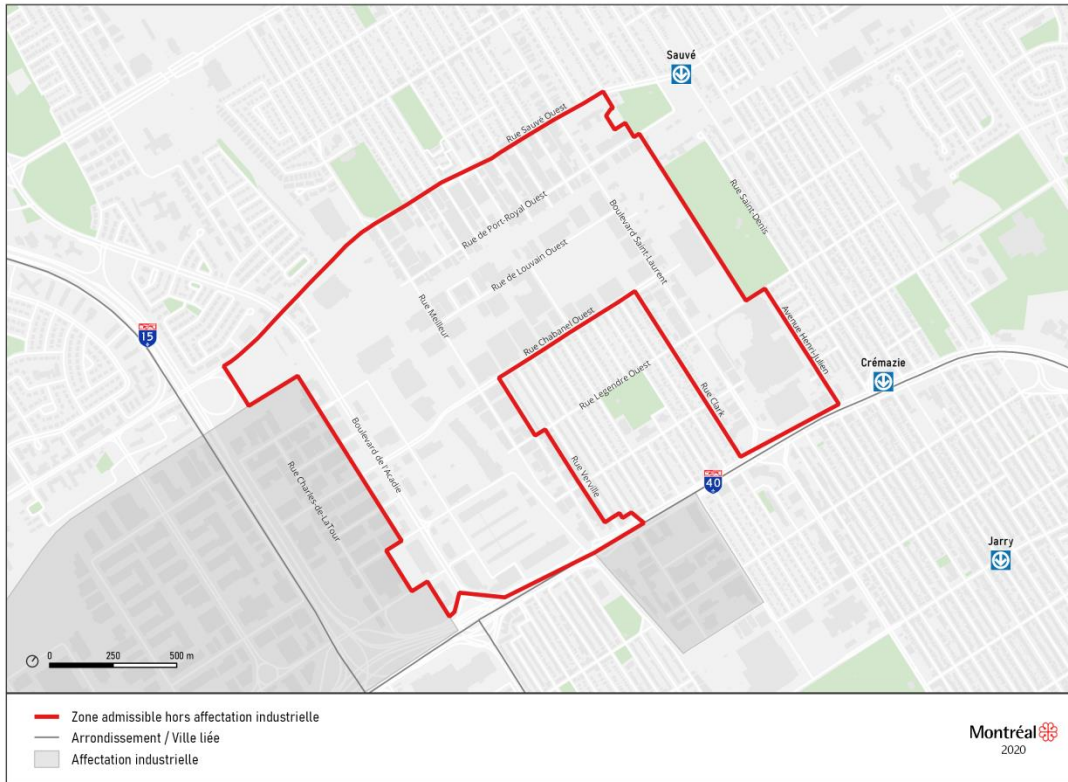 Sauvé
Rue Sauvé Ouest
Rue de Port-Royal Ouest
Rue Saint-Denis
Boulevard Saint-Laurent
Rue de Louvain Ouest
Rue Meilleur
Rue Chabanel Ouest
Avenue Henri-Julien
15
Crémazie
Rue Legendre Ouest
Rue Clark
Boulevard de l'Acadie
Rue Verville
40
Rue Charles-de-LaTour
Jarry
0 250 500 m
Zone admissible hors affectation industrielle
Arrondissement / Ville liée
Affectation industrielle
Montréal
2020